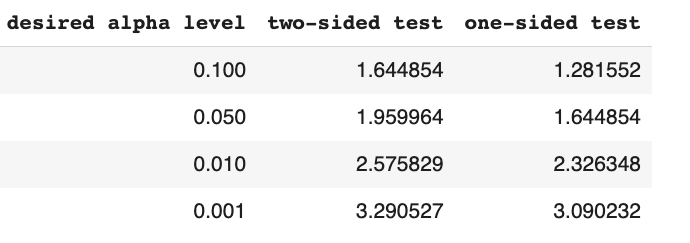 desired alpha level two-sided test one-sided test
0.100 1.644854 1.281552
0.050 1.959964 1.644854
0.010 2.575829 2.326348
0.001 3.290527 3.090232